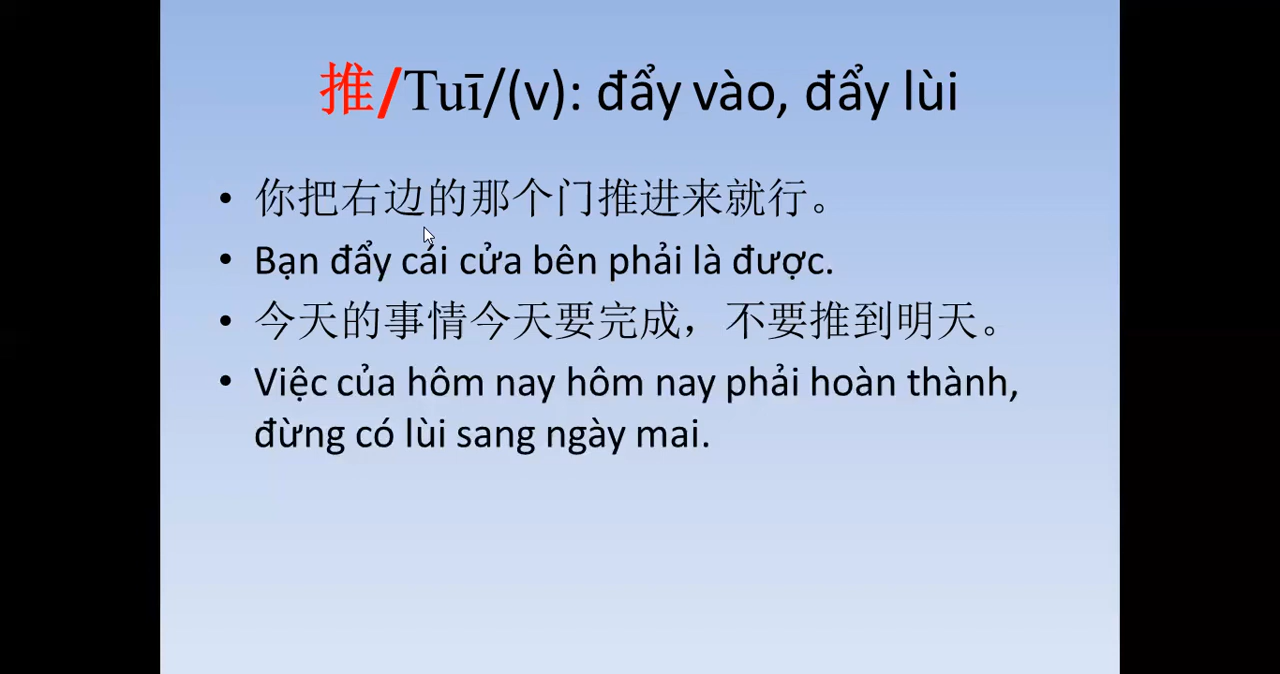 推/Tuī/(v): đẩy vào, đẩy lùi
• 你把右边的那个门推进来就行。
• Bạn đẩy cái cửa bên phải là được.
• 今天的事情今天要完成，不要推到明天。
• Việc của hôm nay hôm nay phải hoàn thành,
đừng có lùi sang ngày mai.